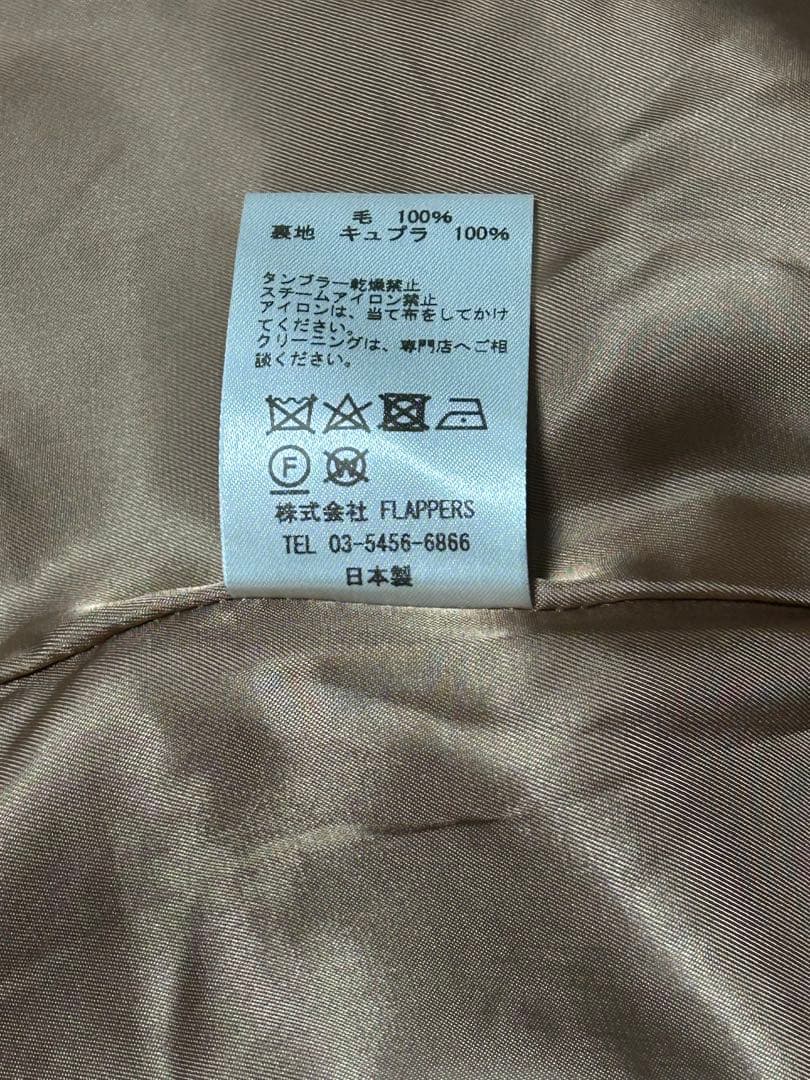 毛 100%
裏地 キュプラ 100%
タンブラー乾燥禁止
スチームアイロン禁止
アイロンは、当て布をしてかけ
てください。
クリーニングは、専門店へご相
談ください。
F W
株式会社 FLAPPERS
TEL 03-5456-6866
日本製